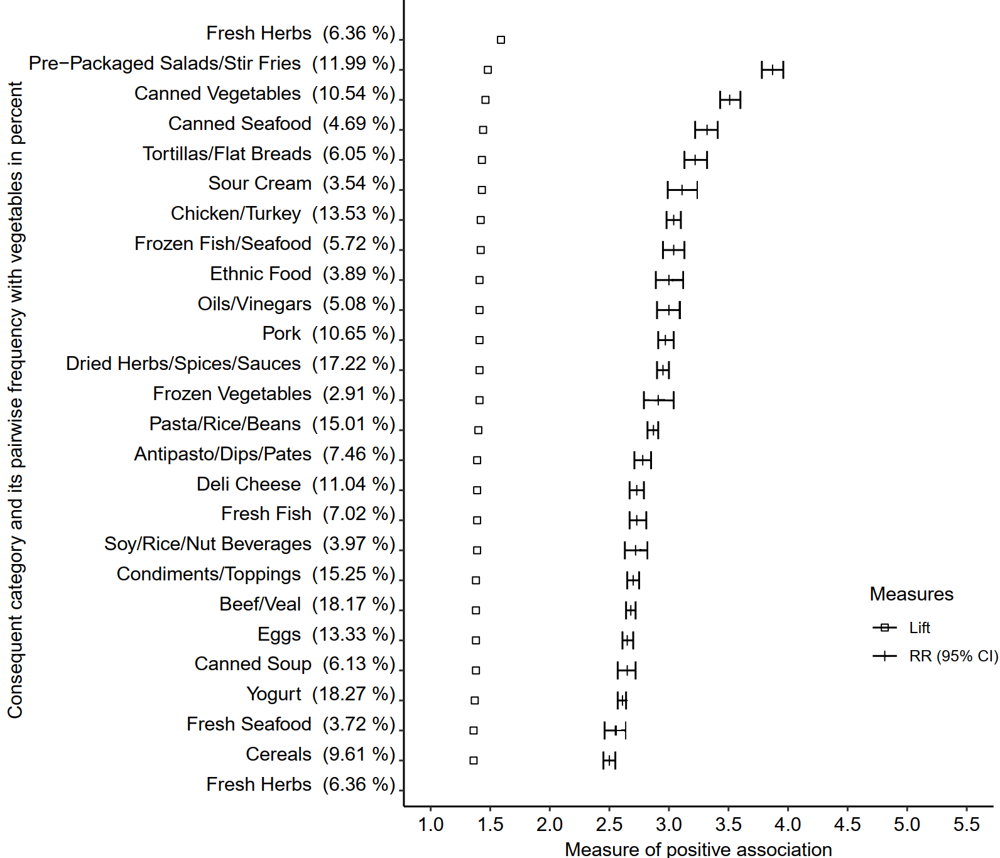 Consequent category and its pairwise frequency with vegetables in percent
Fresh Herbs (6.36 %)
Pre−Packaged Salads/Stir Fries (11.99 %)
Canned Vegetables (10.54 %)
Canned Seafood (4.69 %)
Tortillas/Flat Breads (6.05 %)
Sour Cream (3.54 %)
Chicken/Turkey (13.53 %)
Frozen Fish/Seafood (5.72 %)
Ethnic Food (3.89 %)
Oils/Vinegars (5.08 %)
Pork (10.65 %)
Dried Herbs/Spices/Sauces (17.22 %)
Frozen Vegetables (2.91 %)
Pasta/Rice/Beans (15.01 %)
Antipasto/Dips/Pates (7.46 %)
Deli Cheese (11.04 %)
Fresh Fish (7.02 %)
Soy/Rice/Nut Beverages (3.97 %)
Condiments/Toppings (15.25 %)
Beef/Veal (18.17 %)
Eggs (13.33 %)
Canned Soup (6.13 %)
Yogurt (18.27 %)
Fresh Seafood (3.72 %)
Cereals (9.61 %)
Fresh Herbs (6.36 %)
Measures
Lift
RR (95% CI)
1.0 1.5 2.0 2.5 3.0 3.5 4.0 4.5 5.0 5.5
Measure of positive association